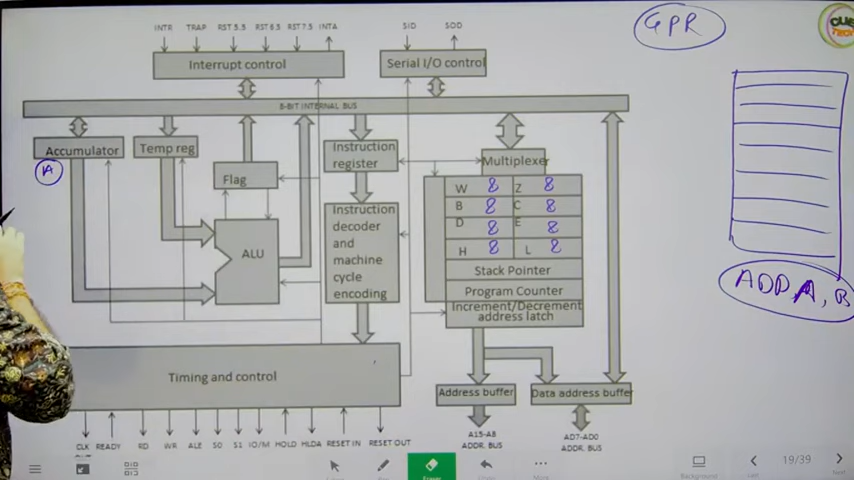 INTR TRAP RST 5.5 RST 6.5 RST 7.5 INTA
SID SOD
GPR
Interrupt control
Serial I/O control
8-BIT INTERNAL BUS
Accumulator
A
Temp reg
Flag
ALU
Instruction
register
Instruction
decoder
and
machine
cycle
encoding
Multiplexer
W 8 Z 8
B 8 C 8
D 8 E 8
H 8 L 8
Stack Pointer
Program Counter
Increment/Decrement
address latch
ADD A, B
Timing and control
Address buffer
Data address buffer
CLK READY RD WR ALE S0 S1 IO/M HOLD HLDA RESET IN RESET OUT
A15-A8
ADDR. BUS
AD7-AD0
ADDR. BUS
Eraser
Undo
More
Background
19/39